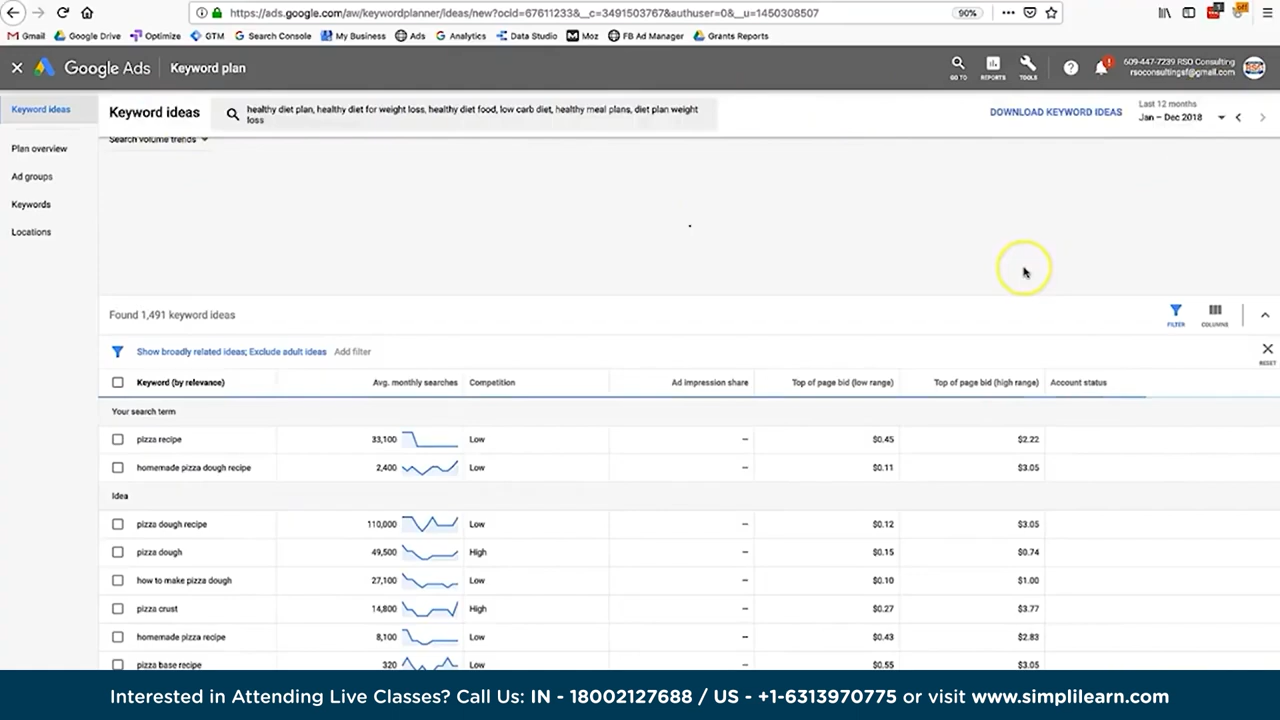 https://ads.google.com/aw/keywordplanner/ideas/new?ocid=67611233&__c=3491503767&authuser=0&__u=1450308507
90%
Gmail Google Drive Optimize GTM Search Console My Business Ads Analytics Data Studio Moz FB Ad Manager Grants Reports
Google Ads Keyword plan
GO TO REPORTS TOOLS
609-447-7239 RSO Consulting
rsoconsultingsf@gmail.com
Keyword ideas
Plan overview
Ad groups
Keywords
Locations
Keyword ideas
healthy diet plan, healthy diet for weight loss, healthy diet food, low carb diet, healthy meal plans, diet plan weight
loss
DOWNLOAD KEYWORD IDEAS
Last 12 months
Jan – Dec 2018
Search volume trends
Found 1,491 keyword ideas
FILTER COLUMNS
Show broadly related ideas; Exclude adult ideas Add filter
RESET
Keyword (by relevance) Avg. monthly searches Competition Ad impression share Top of page bid (low range) Top of page bid (high range) Account status
Your search term
pizza recipe 33,100 Low – $0.45 $2.22
homemade pizza dough recipe 2,400 Low – $0.11 $3.05
Idea
pizza dough recipe 110,000 Low – $0.12 $3.05
pizza dough 49,500 High – $0.15 $0.74
how to make pizza dough 27,100 Low – $0.10 $1.00
pizza crust 14,800 High – $0.27 $3.77
homemade pizza recipe 8,100 Low – $0.43 $2.83
pizza base recipe 320 Low – $0.55 $3.05
Interested in Attending Live Classes? Call Us: IN - 18002127688 / US - +1-6313970775 or visit www.simplilearn.com